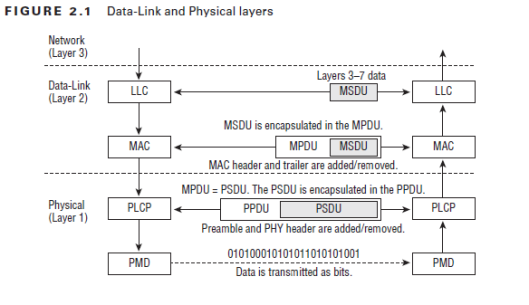 FIGURE 2.1 Data-Link and Physical layers
Network
(Layer 3)
Layers 3–7 data
Data-Link
(Layer 2)
LLC
MSDU
LLC
MSDU is encapsulated in the MPDU.
MAC
MPDU
MSDU
MAC
MAC header and trailer are added/removed.
MPDU = PSDU. The PSDU is encapsulated in the PPDU.
Physical
(Layer 1)
PLCP
PPDU
PSDU
PLCP
Preamble and PHY header are added/removed.
PMD
010100010101011010101001
PMD
Data is transmitted as bits.